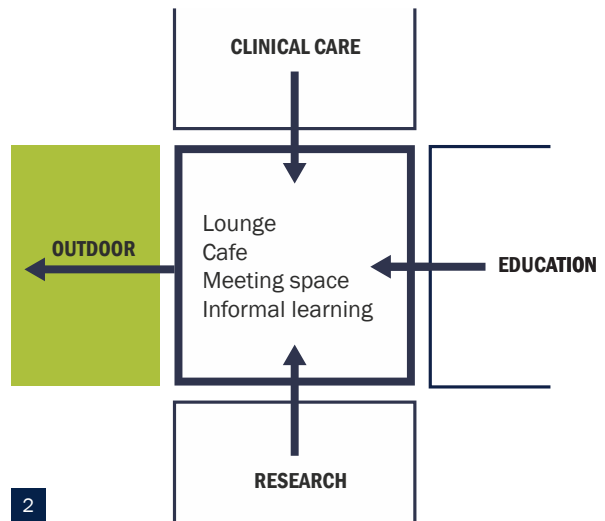 CLINICAL CARE
OUTDOOR
Lounge
Cafe
Meeting space
Informal learning
EDUCATION
RESEARCH
2